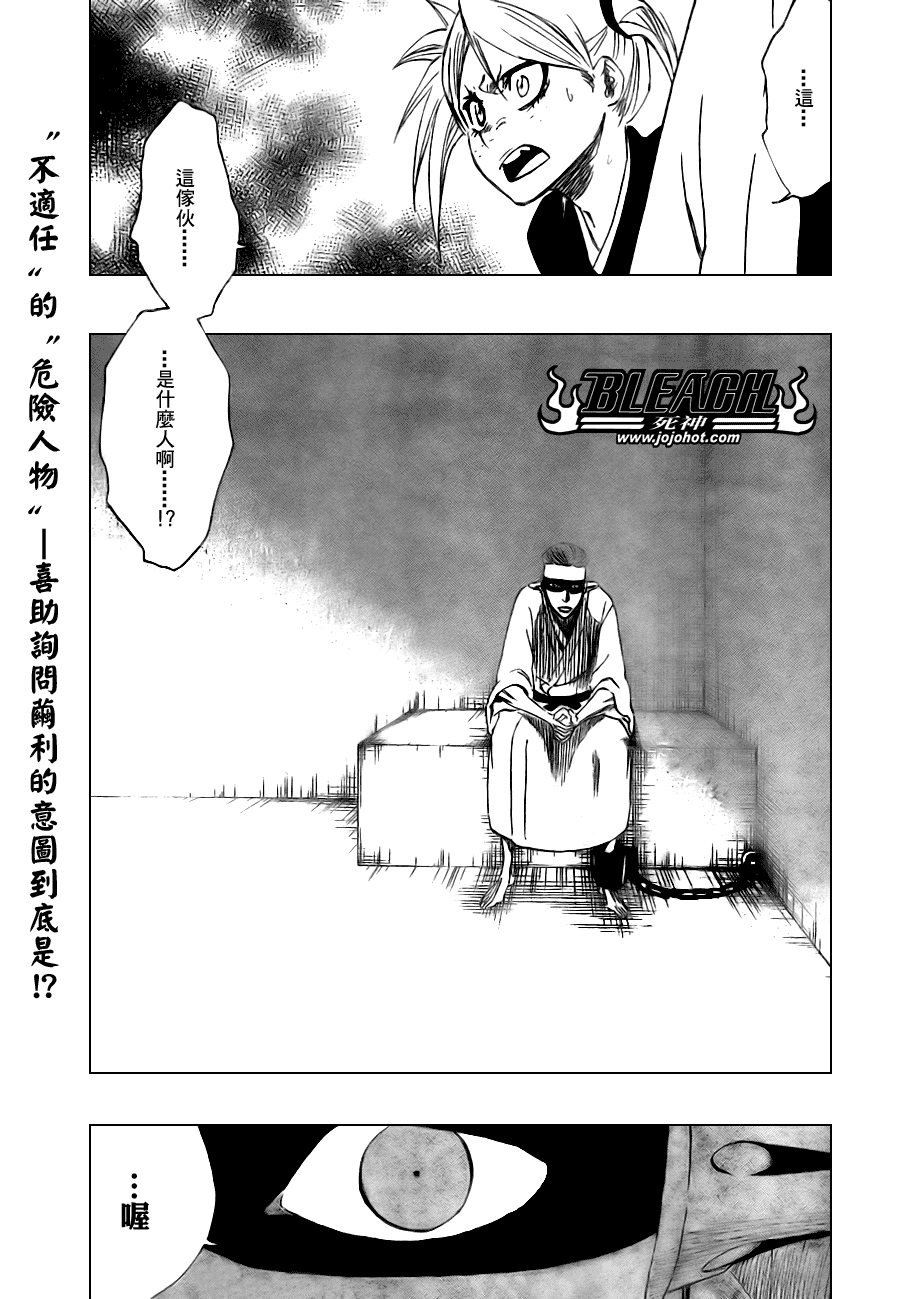 …這…
這傢伙……
…是什麼人啊……!?
BLEACH
死神
www.jojohot.com
…喔
〝不適任〞的〝危險人物〞—喜助詢問繭利的意圖到底是!?